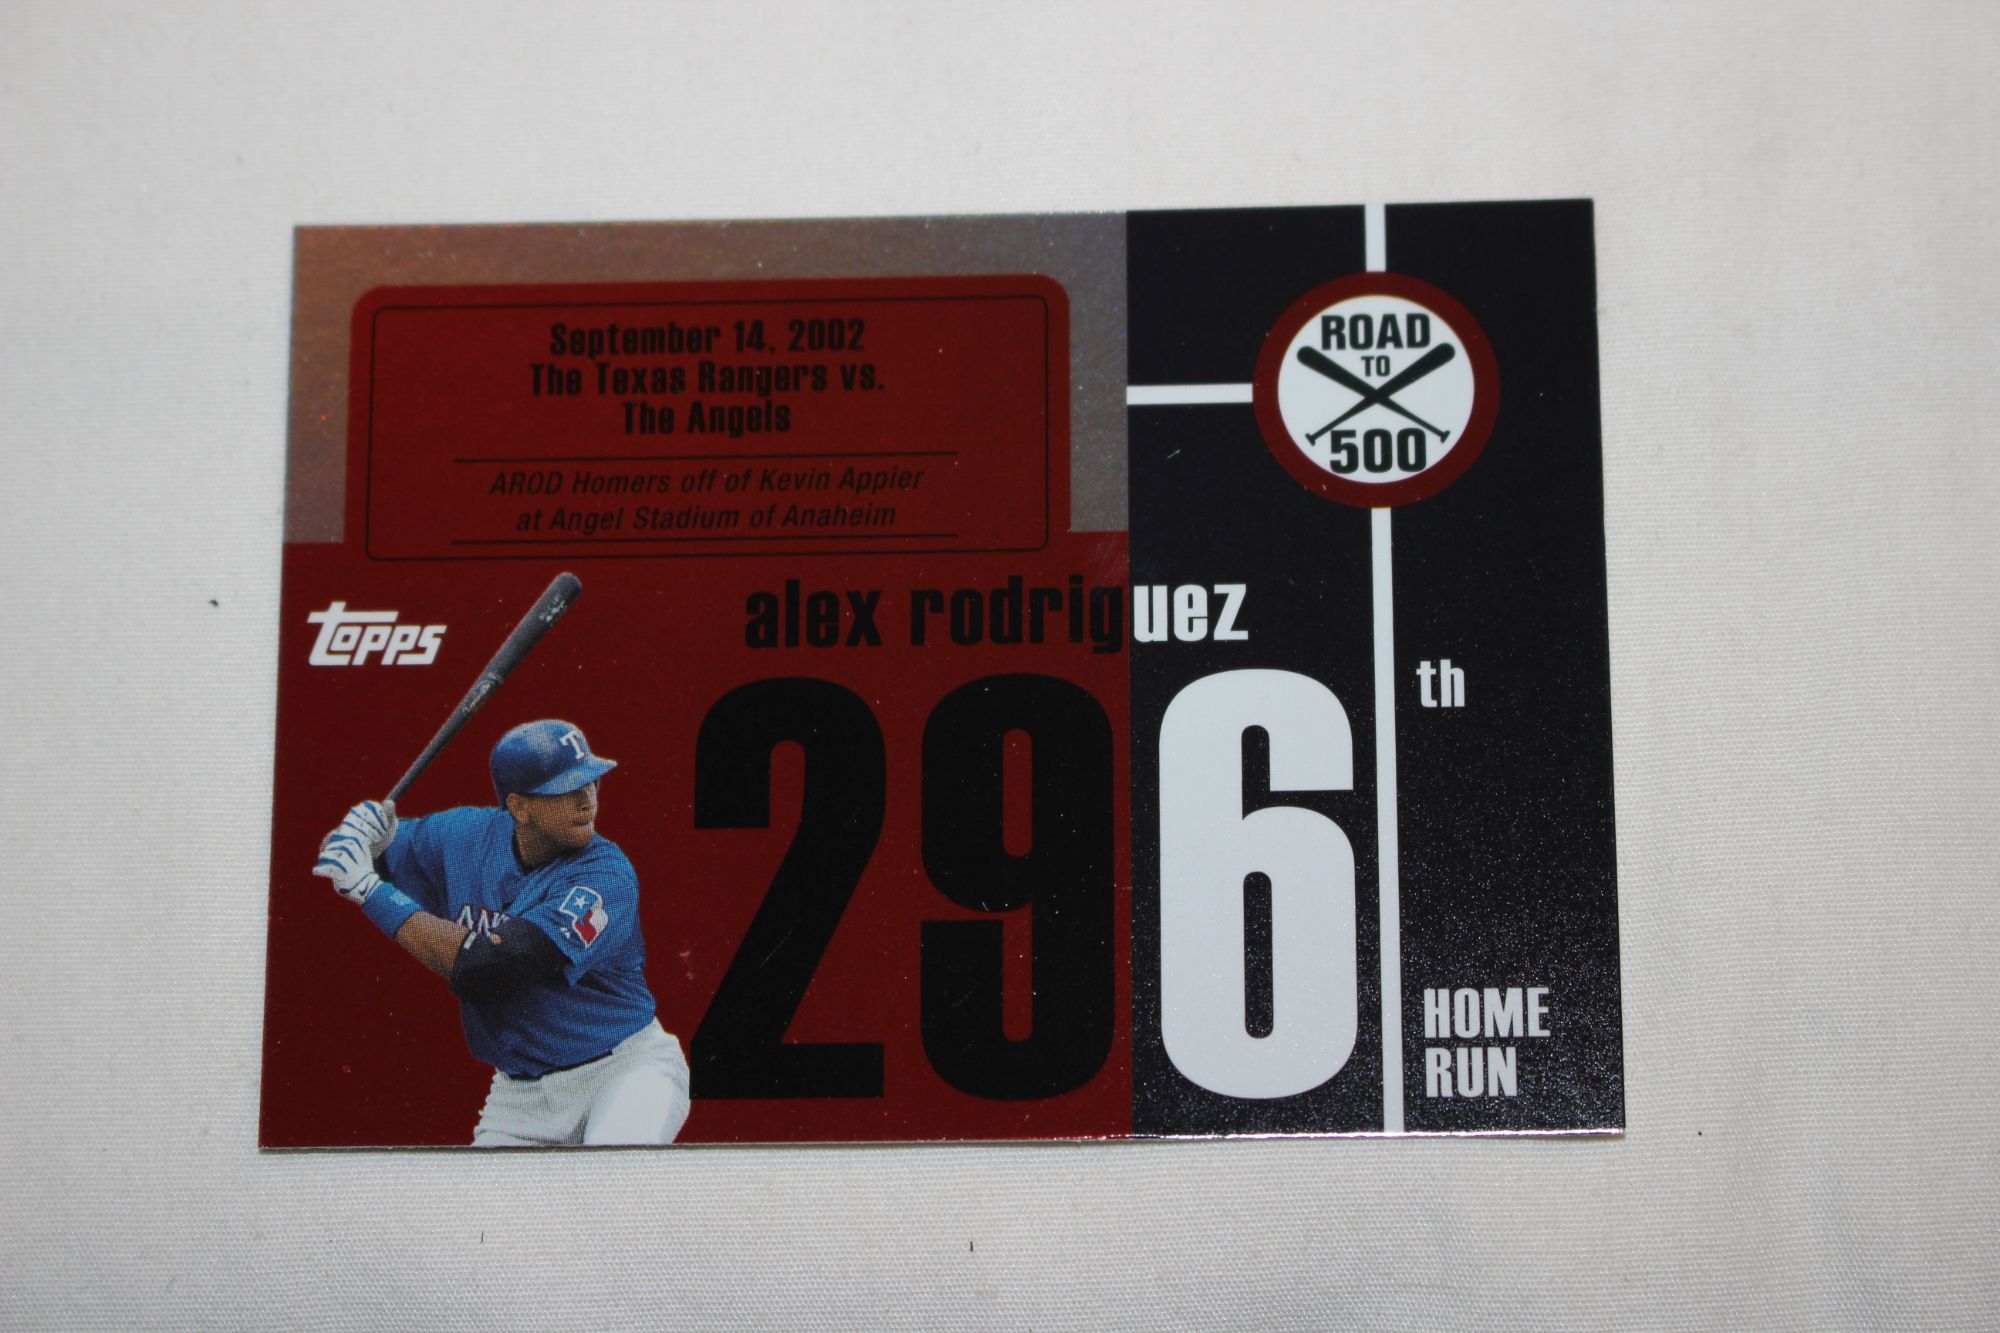 September 14, 2002
The Texas Rangers vs.
The Angels
AROD Homers off of Kevin Appier
at Angel Stadium of Anaheim
ROAD
TO
500
Topps
alex rodriguez
296
th
HOME
RUN
T